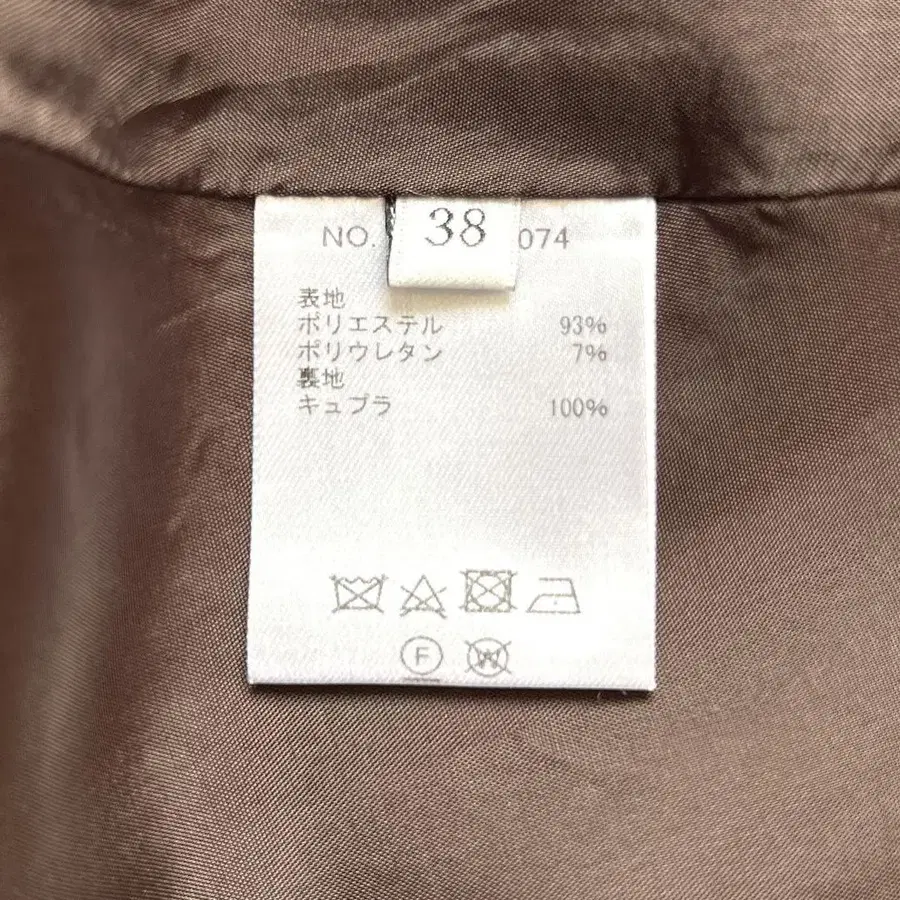 38
NO. 074
表地
ポリエステル 93%
ポリウレタン 7%
裏地
キュプラ 100%
F W